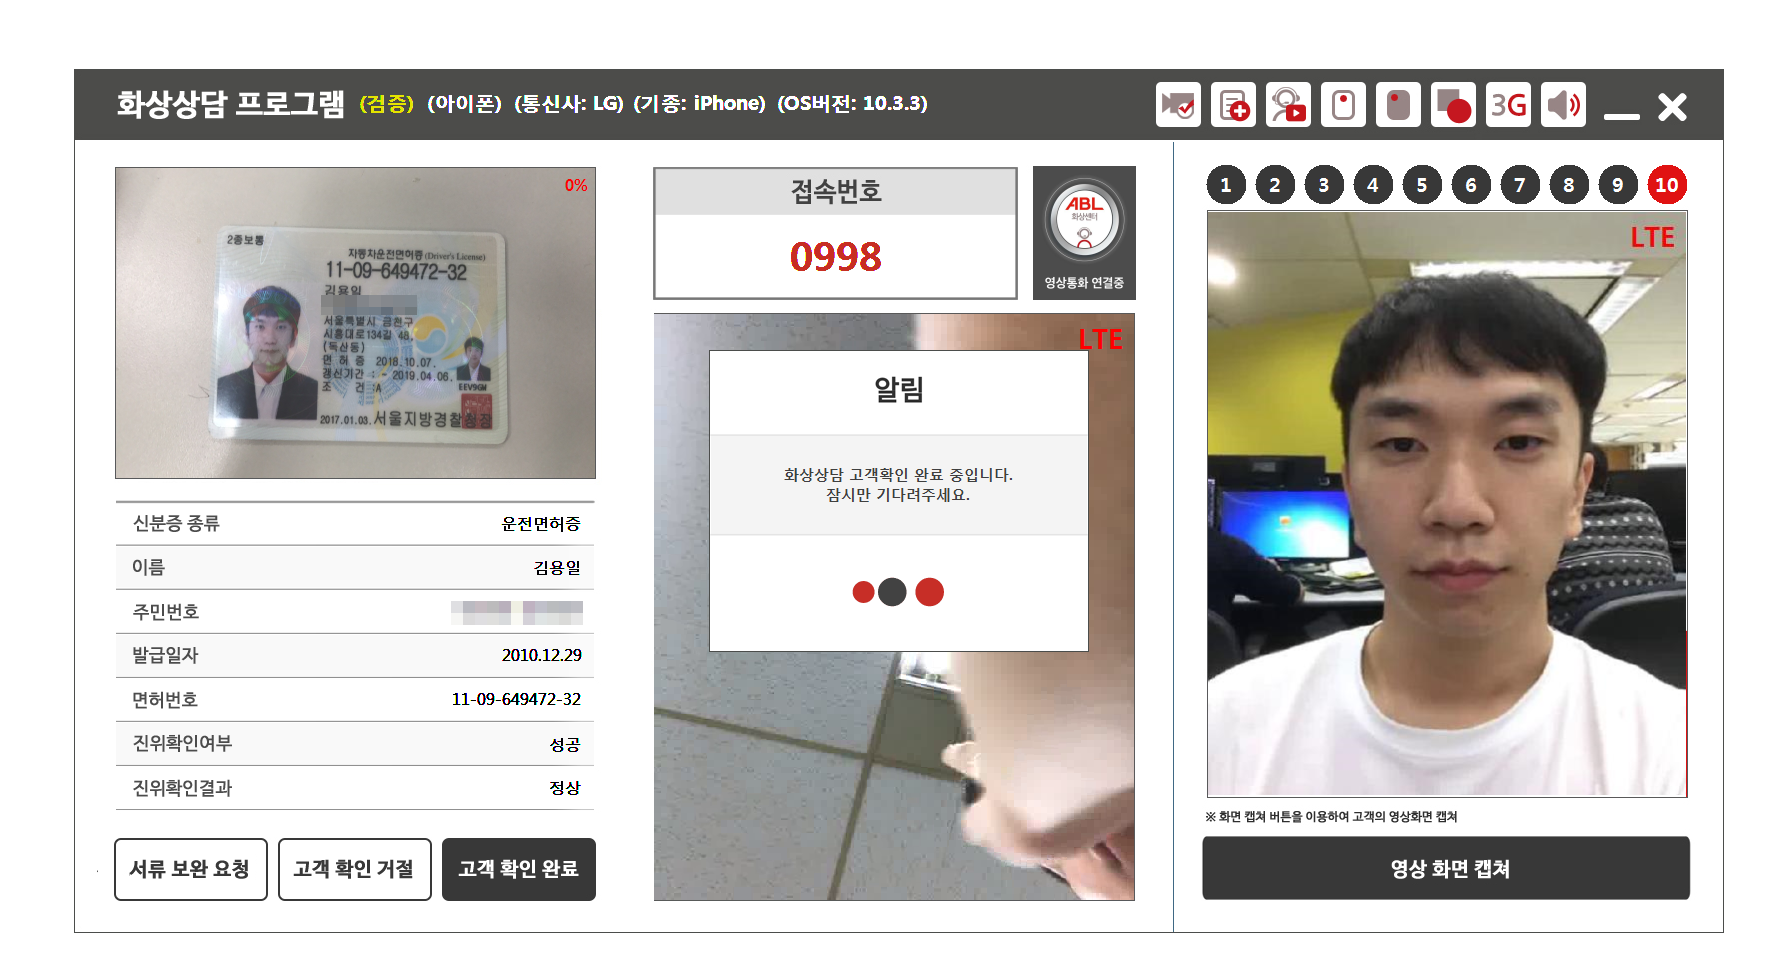 화상상담 프로그램 (검증) (아이폰) (통신사: LG) (기종: iPhone) (OS버전: 10.3.3)
3G
0%
2종보통
자동차운전면허증 (Driver's License)
11-09-649472-32
김용일
서울특별시 금천구
시흥대로134길 48,
(독산동)
면 허 증 2018.10.07.
갱신기간 : ~ 2019.04.06.
조 건 :A
EEV9GM
2017.01.03. 서울지방경찰청장
신분증 종류 운전면허증
이름 김용일
주민번호
발급일자 2010.12.29
면허번호 11-09-649472-32
진위확인여부 성공
진위확인결과 정상
서류 보완 요청
고객 확인 거절
고객 확인 완료
접속번호
0998
ABL
화상센터
영상통화 연결중
LTE
알림
화상상담 고객확인 완료 중입니다.
잠시만 기다려주세요.
1 2 3 4 5 6 7 8 9 10
LTE
※ 화면 캡쳐 버튼을 이용하여 고객의 영상화면 캡쳐
영상 화면 캡쳐